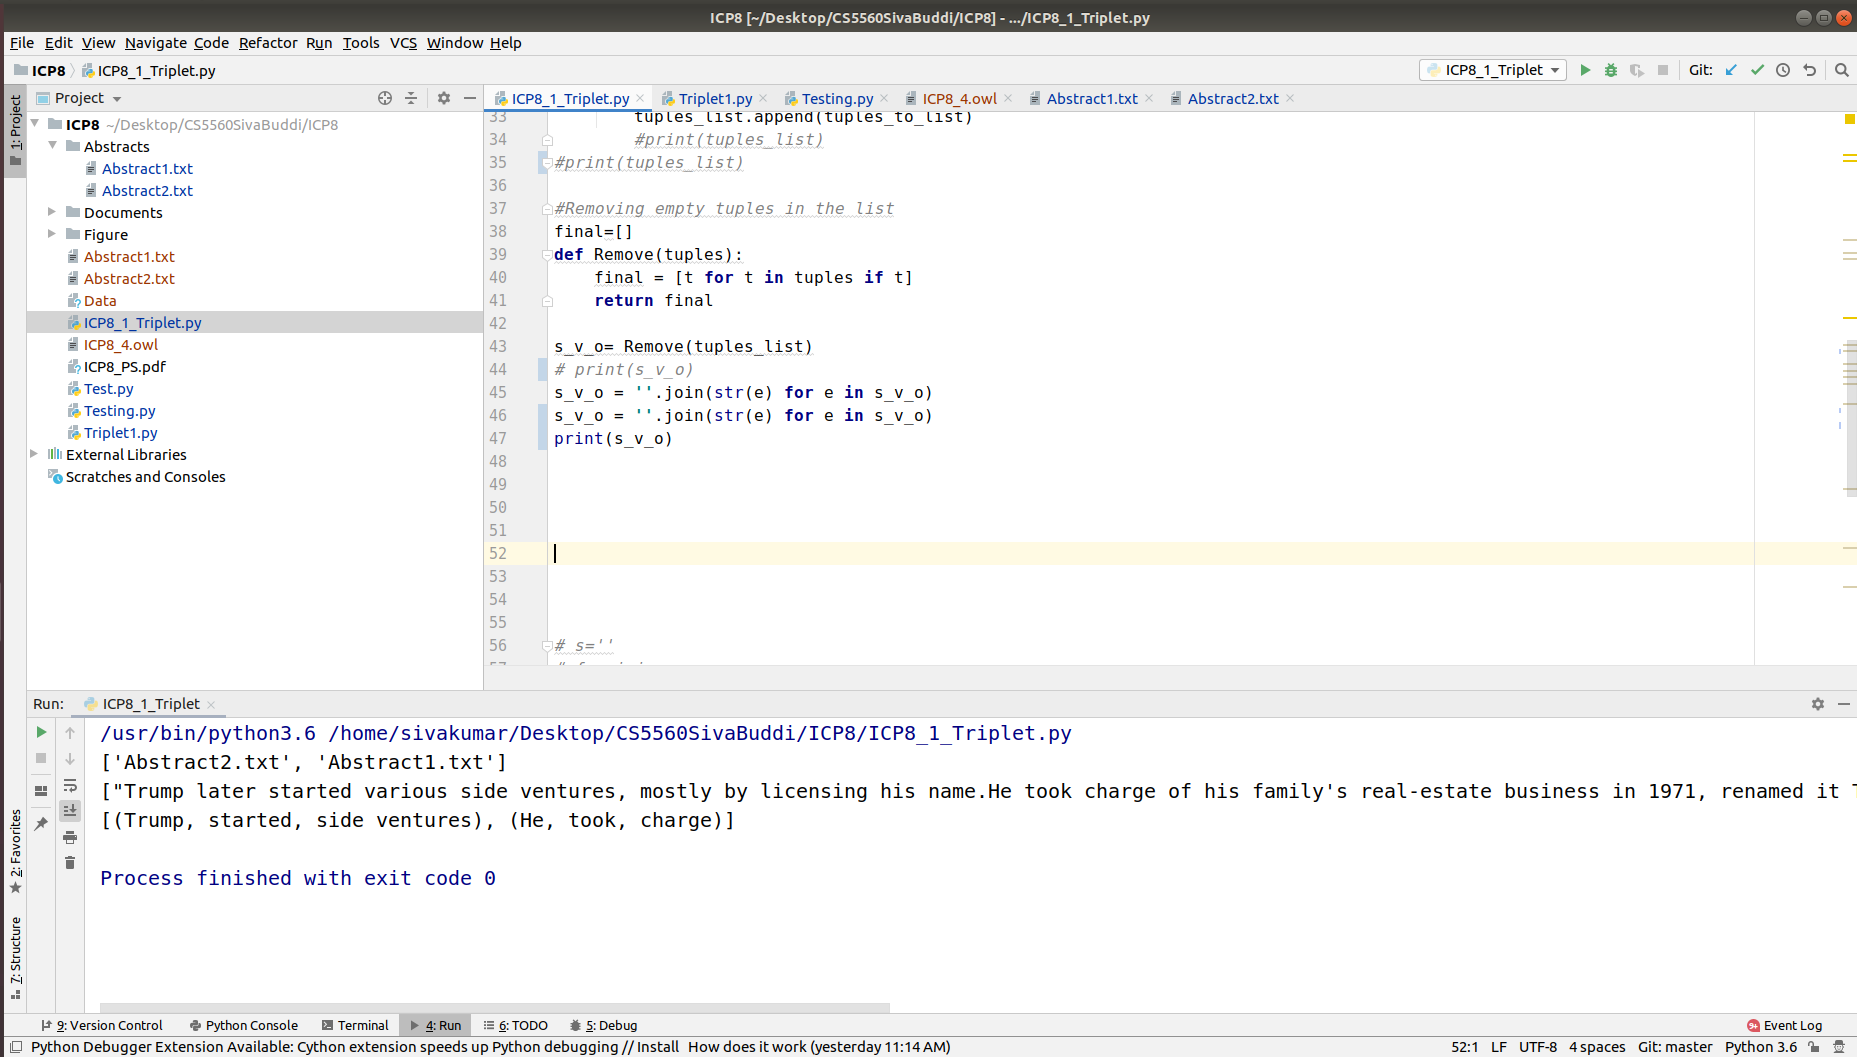 ICP8 [~/Desktop/CS5560SivaBuddi/ICP8] - .../ICP8_1_Triplet.py
File Edit View Navigate Code Refactor Run Tools VCS Window Help
ICP8 ICP8_1_Triplet.py
ICP8_1_Triplet Git:
1: Project
Project
ICP8_1_Triplet.py Triplet1.py Testing.py ICP8_4.owl Abstract1.txt Abstract2.txt
ICP8 ~/Desktop/CS5560SivaBuddi/ICP8
Abstracts
Abstract1.txt
Abstract2.txt
Documents
Figure
Abstract1.txt
Abstract2.txt
Data
ICP8_1_Triplet.py
ICP8_4.owl
ICP8_PS.pdf
Test.py
Testing.py
Triplet1.py
External Libraries
Scratches and Consoles
33 tuples_list.append(tuples_to_list)
34 #print(tuples_list)
35 #print(tuples_list)
36
37 #Removing empty tuples in the list
38 final=[]
39 def Remove(tuples):
40 final = [t for t in tuples if t]
41 return final
42
43 s_v_o= Remove(tuples_list)
44 # print(s_v_o)
45 s_v_o = ''.join(str(e) for e in s_v_o)
46 s_v_o = ''.join(str(e) for e in s_v_o)
47 print(s_v_o)
48
49
50
51
52
53
54
55
56 # s=''
57
Run: ICP8_1_Triplet
/usr/bin/python3.6 /home/sivakumar/Desktop/CS5560SivaBuddi/ICP8/ICP8_1_Triplet.py
['Abstract2.txt', 'Abstract1.txt']
["Trump later started various side ventures, mostly by licensing his name.He took charge of his family's real-estate business in 1971, renamed it
[(Trump, started, side ventures), (He, took, charge)]
Process finished with exit code 0
2: Favorites
7: Structure
9: Version Control Python Console Terminal 4: Run 6: TODO 5: Debug 9+ Event Log
Python Debugger Extension Available: Cython extension speeds up Python debugging // Install How does it work (yesterday 11:14 AM) 52:1 LF UTF-8 4 spaces Git: master Python 3.6